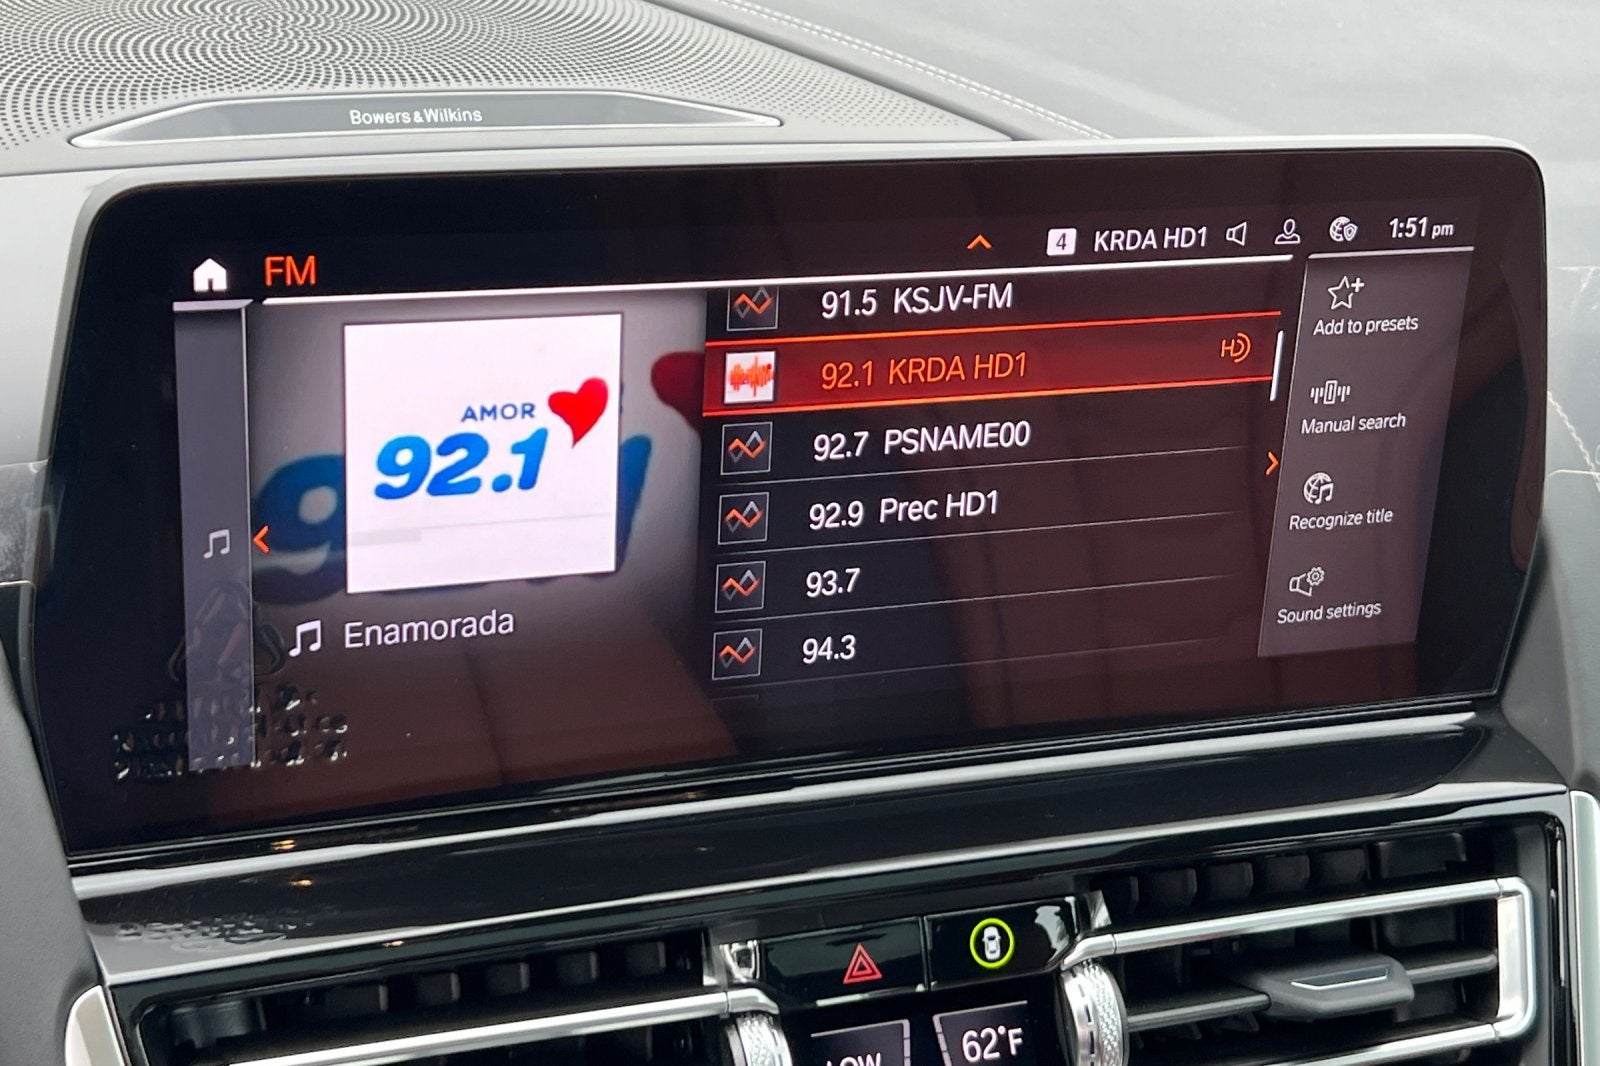 Bowers & Wilkins
FM
4 KRDA HD1 1:51 pm
91.5 KSJV-FM
92.1 KRDA HD1 HD
92.7 PSNAME00
92.9 Prec HD1
93.7
94.3
AMOR
92.1
Enamorada
Add to presets
Manual search
Recognize title
Sound settings
LOW
62°F